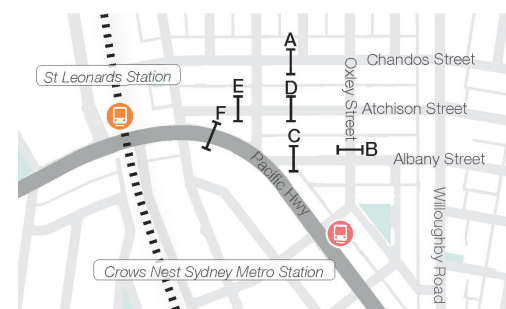 A
Chandos Street
St Leonards Station
Oxley Street
E
D
Atchison Street
F
C
B
Albany Street
Pacific Hwy
Willoughby Road
Crows Nest Sydney Metro Station